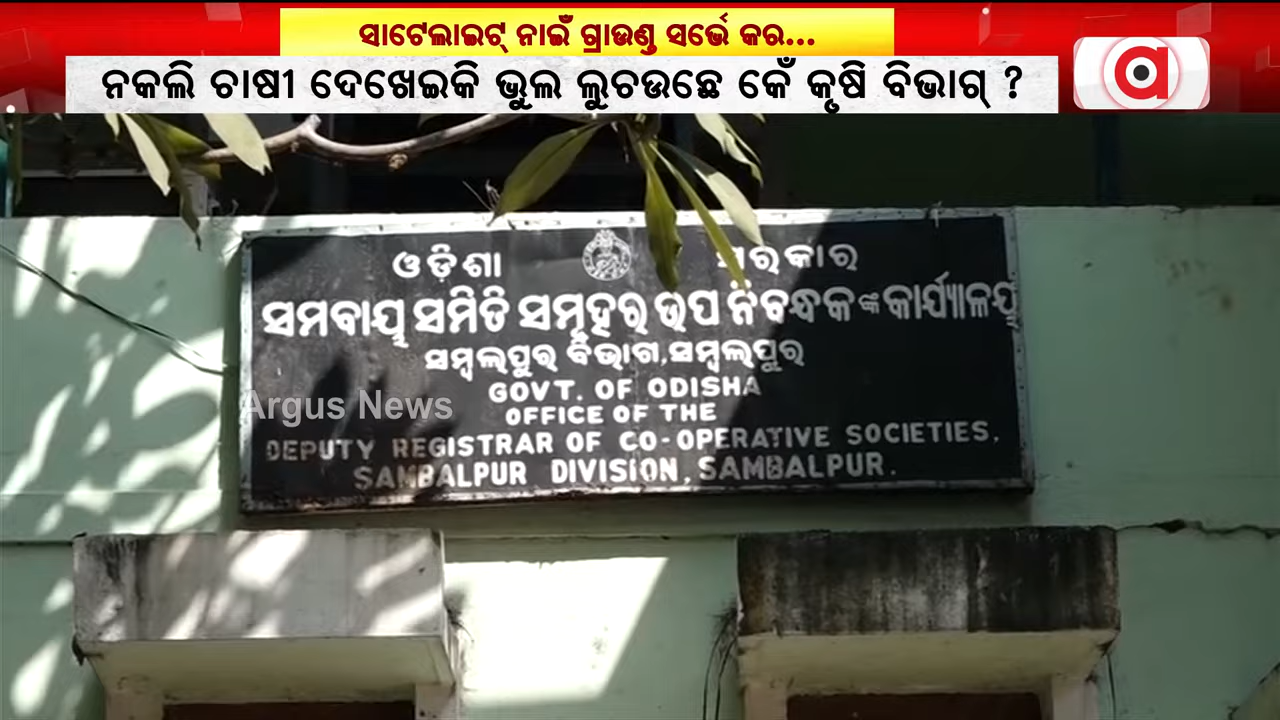 ସାଟେଲାଇଟ୍ ନାଇଁ ଗ୍ରାଉଣ୍ଡ ସର୍ଭେ କର...
ନକଲି ଚାଷୀ ଦେଖେଇକି ଭୁଲ ଲୁଚଉଛେ କେଁ କୃଷି ବିଭାଗ୍ ?
ଓଡ଼ିଶା ସରକାର
ସମବାୟ ସମିତି ସମୂହର ଉପ ନିବନ୍ଧକଙ୍କ କାର୍ଯ୍ୟାଳୟ
ସମ୍ବଲପୁର ବିଭାଗ,ସମ୍ବଲପୁର
GOVT. OF ODISHA
Argus News
OFFICE OF THE
DEPUTY REGISTRAR OF CO-OPERATIVE SOCIETIES,
SAMBALPUR DIVISION, SAMBALPUR.